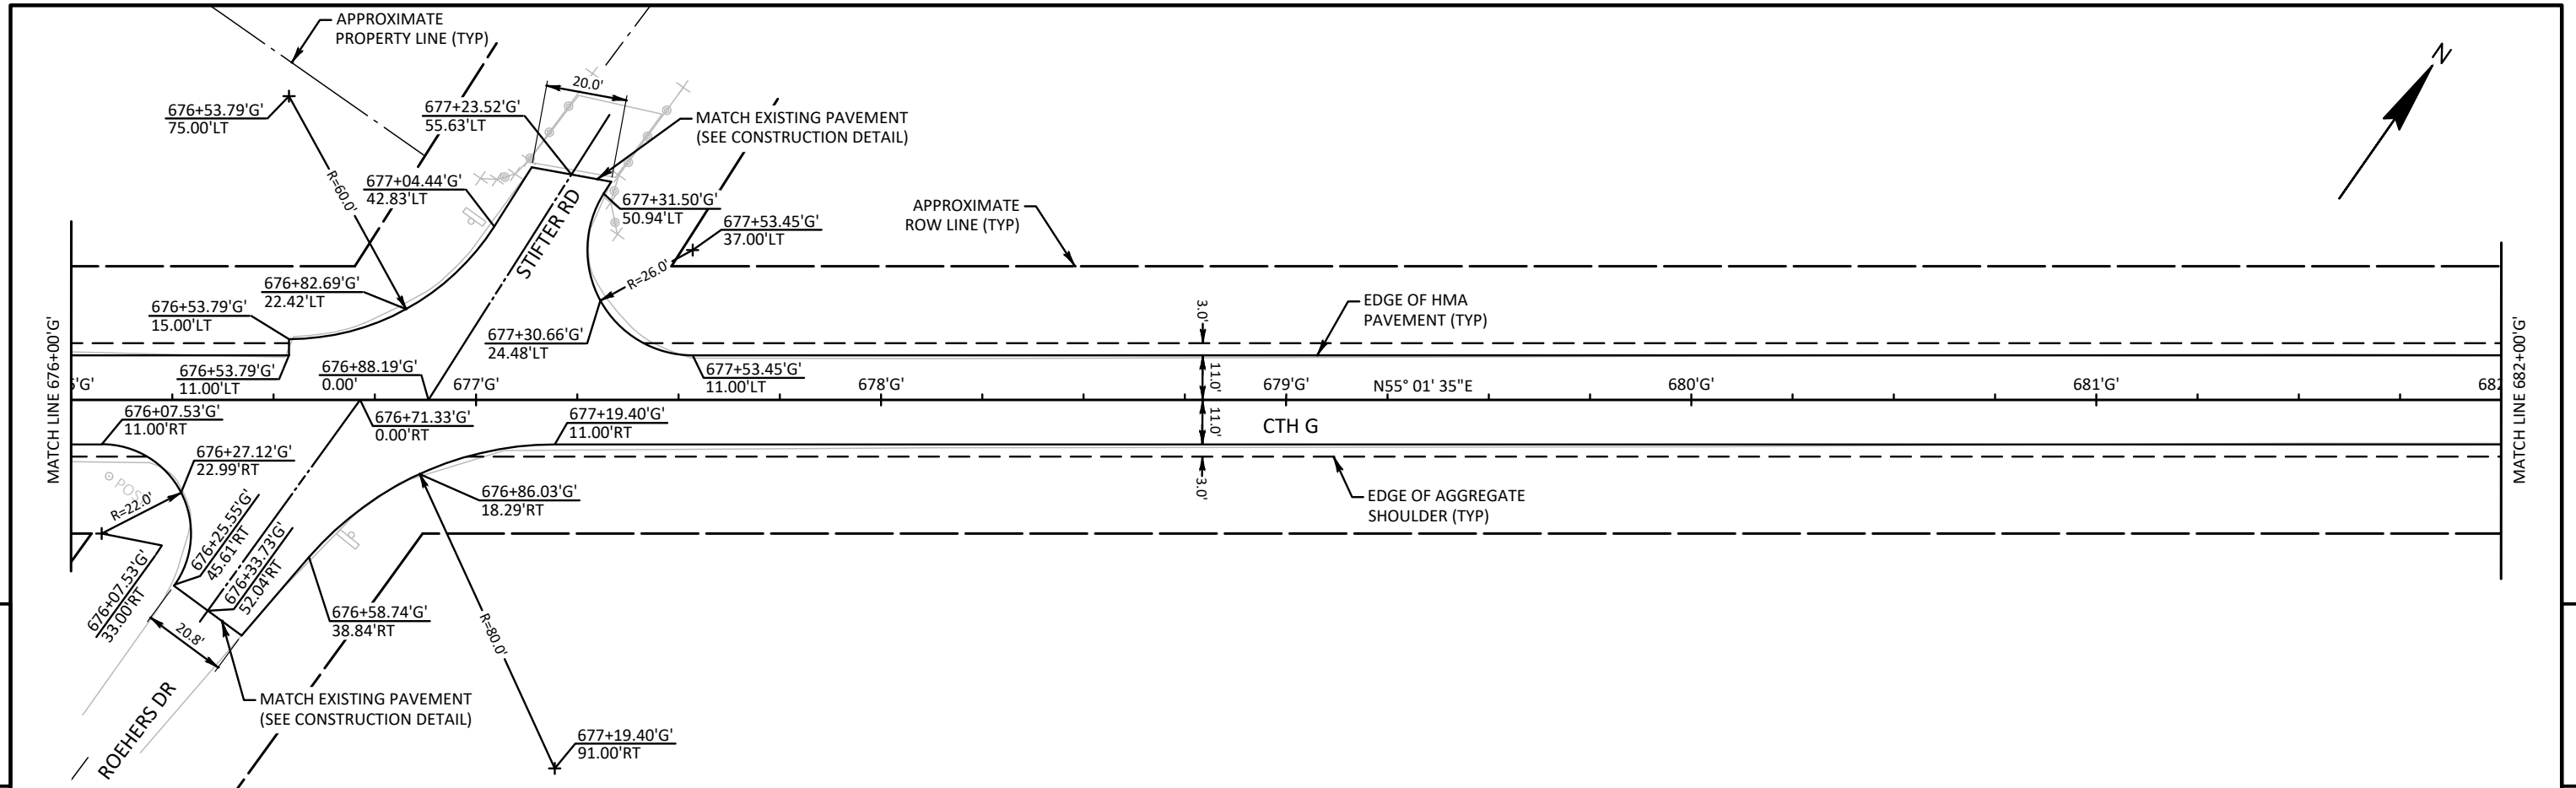 APPROXIMATE
PROPERTY LINE (TYP)
N
676+53.79'G'
75.00'LT
677+23.52'G'
55.63'LT
20.0'
MATCH EXISTING PAVEMENT
(SEE CONSTRUCTION DETAIL)
R=60.0'
677+04.44'G'
42.83'LT
STIFTER RD
677+31.50'G'
50.94'LT
677+53.45'G'
37.00'LT
APPROXIMATE
ROW LINE (TYP)
R=26.0'
676+82.69'G'
22.42'LT
676+53.79'G'
15.00'LT
677+30.66'G'
24.48'LT
3.0'
EDGE OF HMA
PAVEMENT (TYP)
MATCH LINE 676+00'G'
676+53.79'G'
11.00'LT
676+88.19'G'
0.00'
677+53.45'G'
11.00'LT
11.0'
'G'
677'G'
678'G'
679'G'
N55° 01' 35"E
680'G'
681'G'
682
MATCH LINE 682+00'G'
676+07.53'G'
11.00'RT
676+71.33'G'
0.00'RT
677+19.40'G'
11.00'RT
11.0'
CTH G
676+27.12'G'
22.99'RT
POS
R=22.0'
676+86.03'G'
18.29'RT
3.0'
EDGE OF AGGREGATE
SHOULDER (TYP)
676+25.55'G'
45.61'RT
676+33.73'G'
52.04'RT
676+07.53'G'
33.00'RT
676+58.74'G'
38.84'RT
20.8'
R=80.0'
MATCH EXISTING PAVEMENT
(SEE CONSTRUCTION DETAIL)
ROEHERS DR
677+19.40'G'
91.00'RT